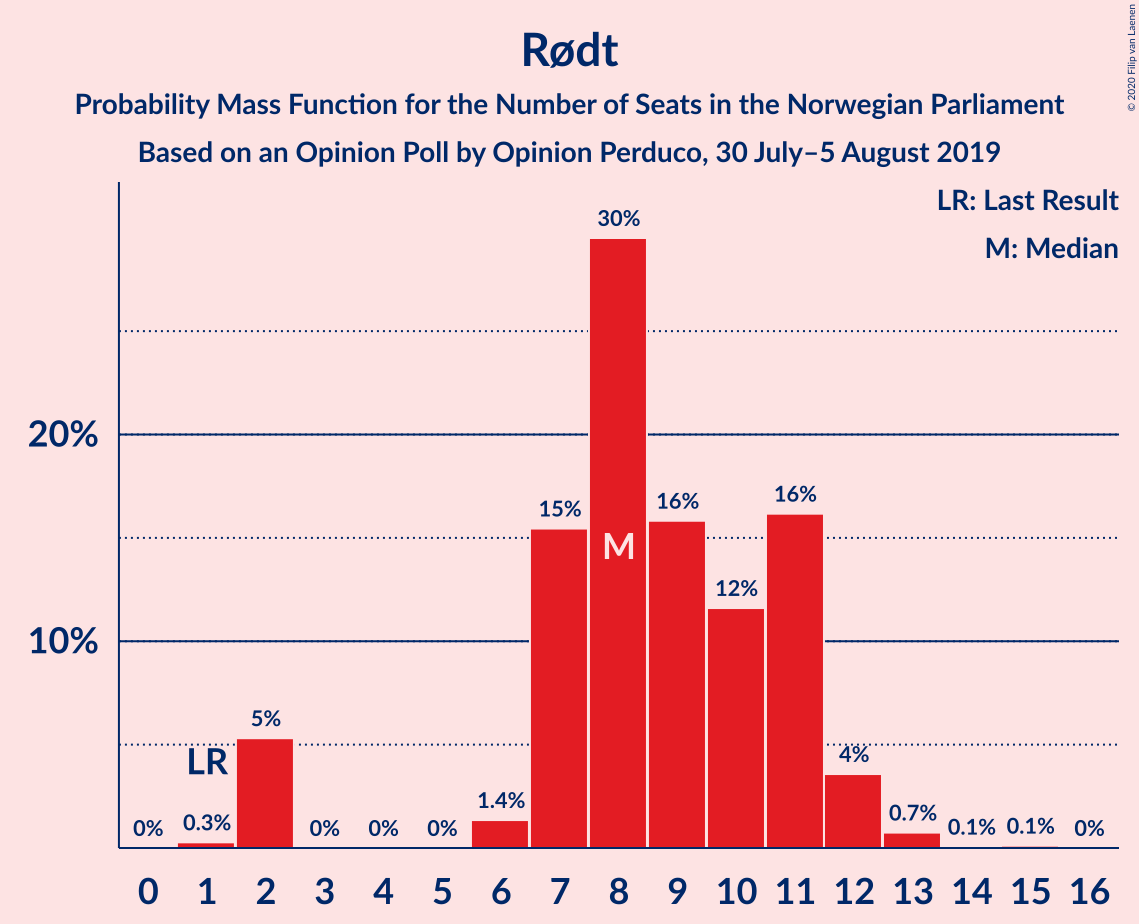 Rødt
Probability Mass Function for the Number of Seats in the Norwegian Parliament
Based on an Opinion Poll by Opinion Perduco, 30 July–5 August 2019
© 2020 Filip van Laenen
LR: Last Result
M: Median
20%
10%
0%
0.3%
LR
5%
0%
0%
0%
1.4%
15%
30%
M
16%
12%
16%
4%
0.7%
0.1%
0.1%
0%
0 1 2 3 4 5 6 7 8 9 10 11 12 13 14 15 16